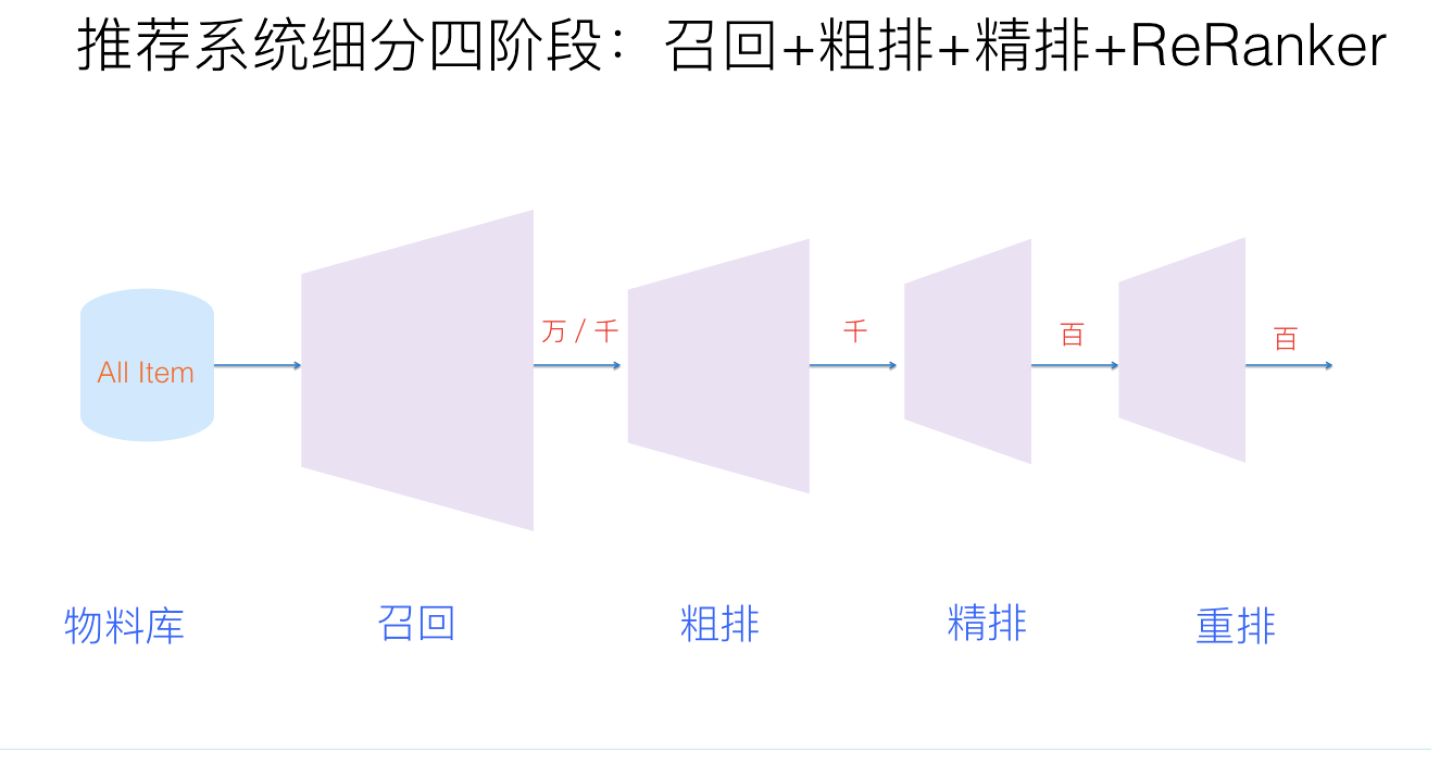 推荐系统细分四阶段：召回+粗排+精排+ReRanker
All Item
万 / 千
千
百
百
物料库
召回
粗排
精排
重排